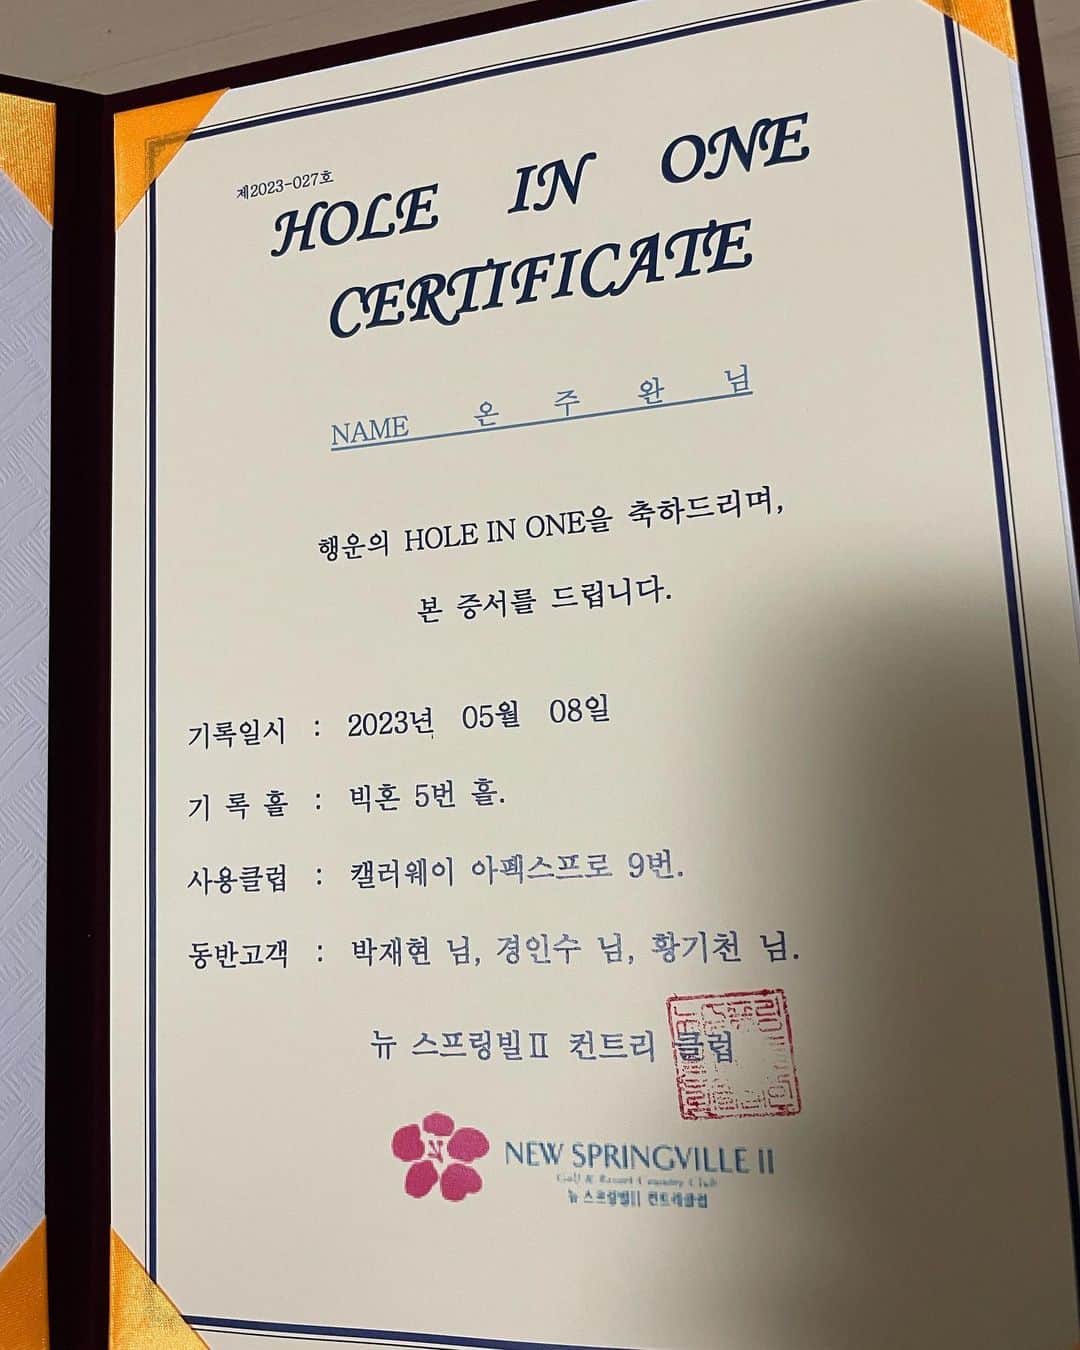 제2023-027호
HOLE IN ONE
CERTIFICATE
NAME 온 주 완 님
행운의 HOLE IN ONE을 축하드리며,
본 증서를 드립니다.
기록일시 : 2023년 05월 08일
기 록 홀 : 빅혼 5번 홀.
사용클럽 : 캘러웨이 아펙스프로 9번.
동반고객 : 박재현 님, 경인수 님, 황기천 님.
뉴 스프링빌Ⅱ 컨트리 클럽
NEW SPRINGVILLE II
Golf & Resort Country Club
뉴 스프링빌II 컨트리클럽